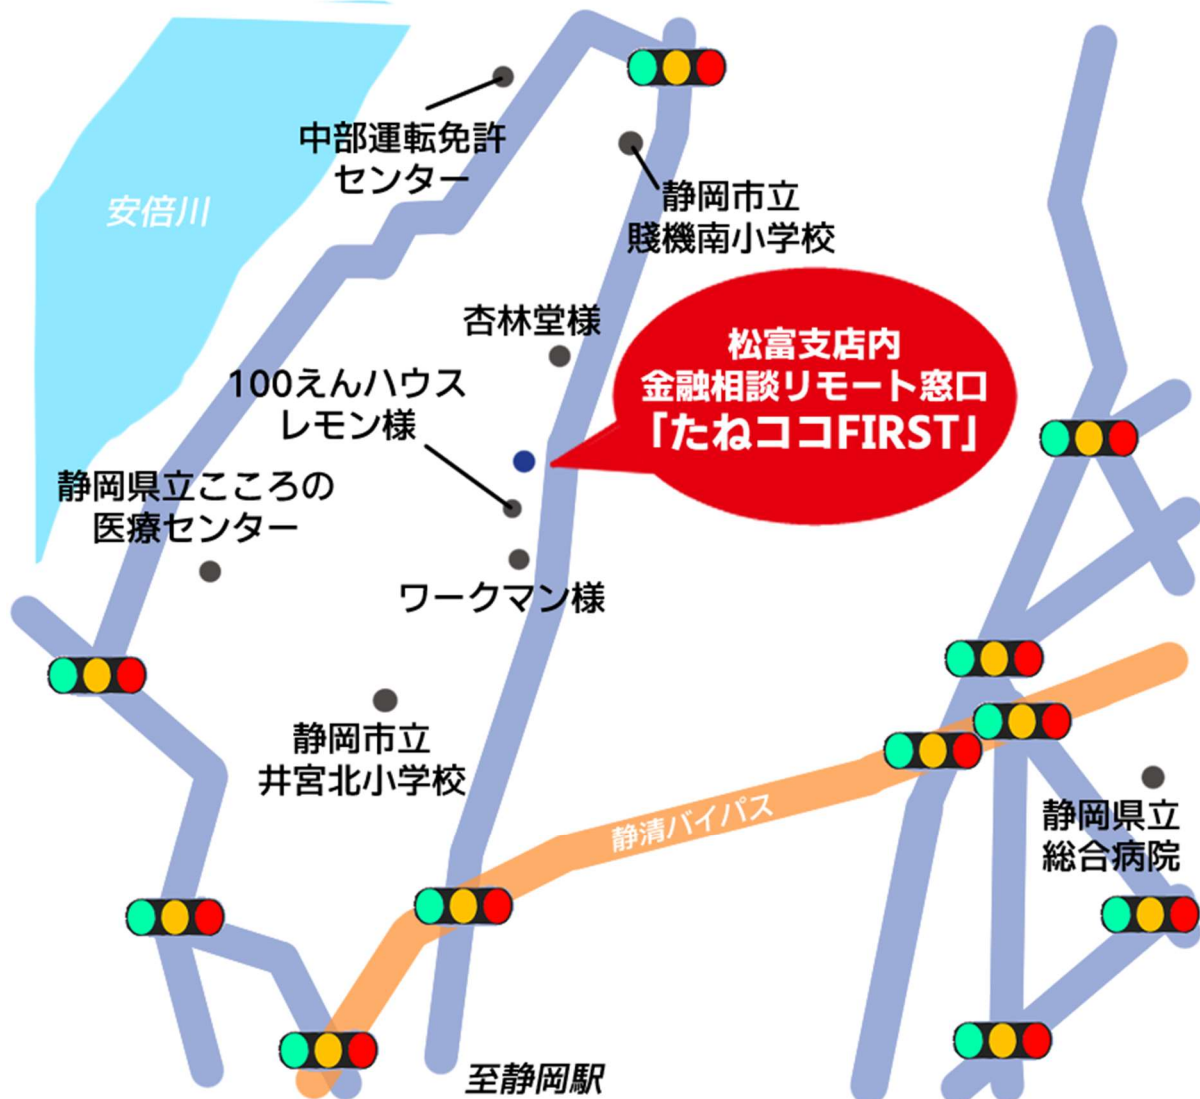 中部運転免許
センター
静岡市立
賤機南小学校
安倍川
杏林堂様
松富支店内
金融相談リモート窓口
「たねココFIRST」
100えんハウス
レモン様
静岡県立こころの
医療センター
ワークマン様
静岡市立
井宮北小学校
静清バイパス
静岡県立
総合病院
至静岡駅